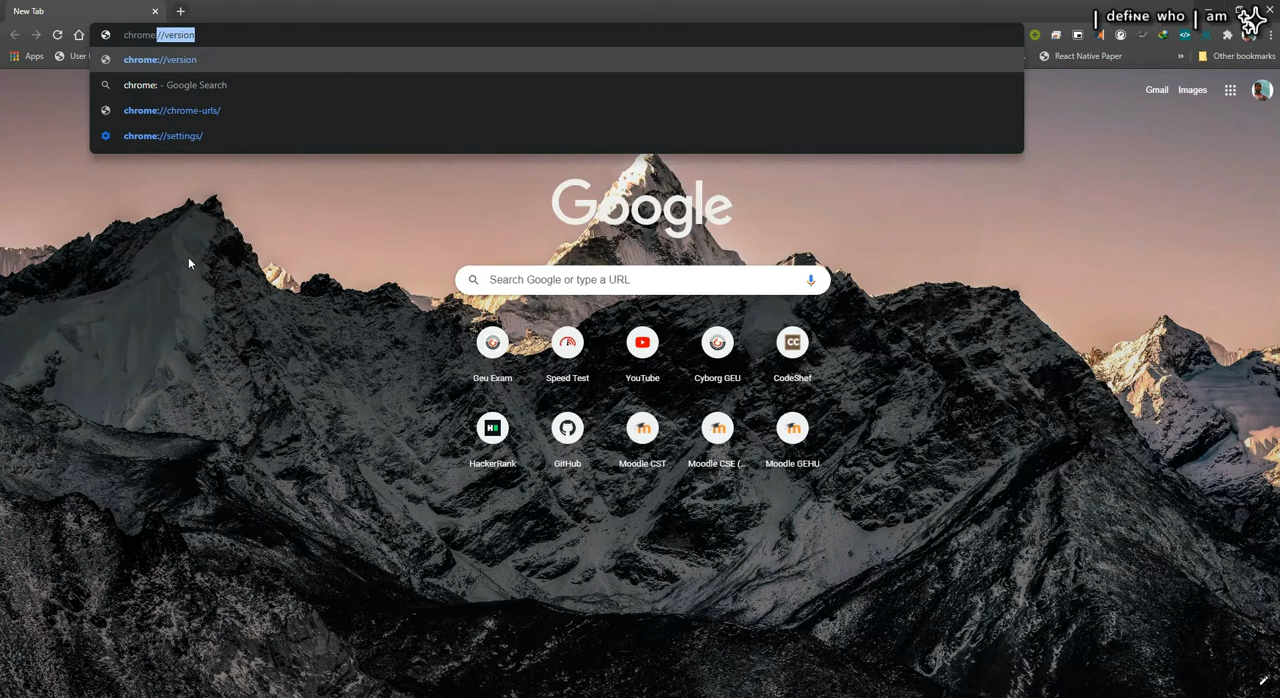 New Tab
| define who | am
chrome://version
Apps
User
React Native Paper
»
Other bookmarks
chrome://version
chrome: - Google Search
chrome://chrome-urls/
chrome://settings/
Gmail
Images
Google
Search Google or type a URL
Geu Exam
Speed Test
YouTube
Cyborg GEU
CodeShef
HackerRank
GitHub
Moodle CST
Moodle CSE (...
Moodle GEHU